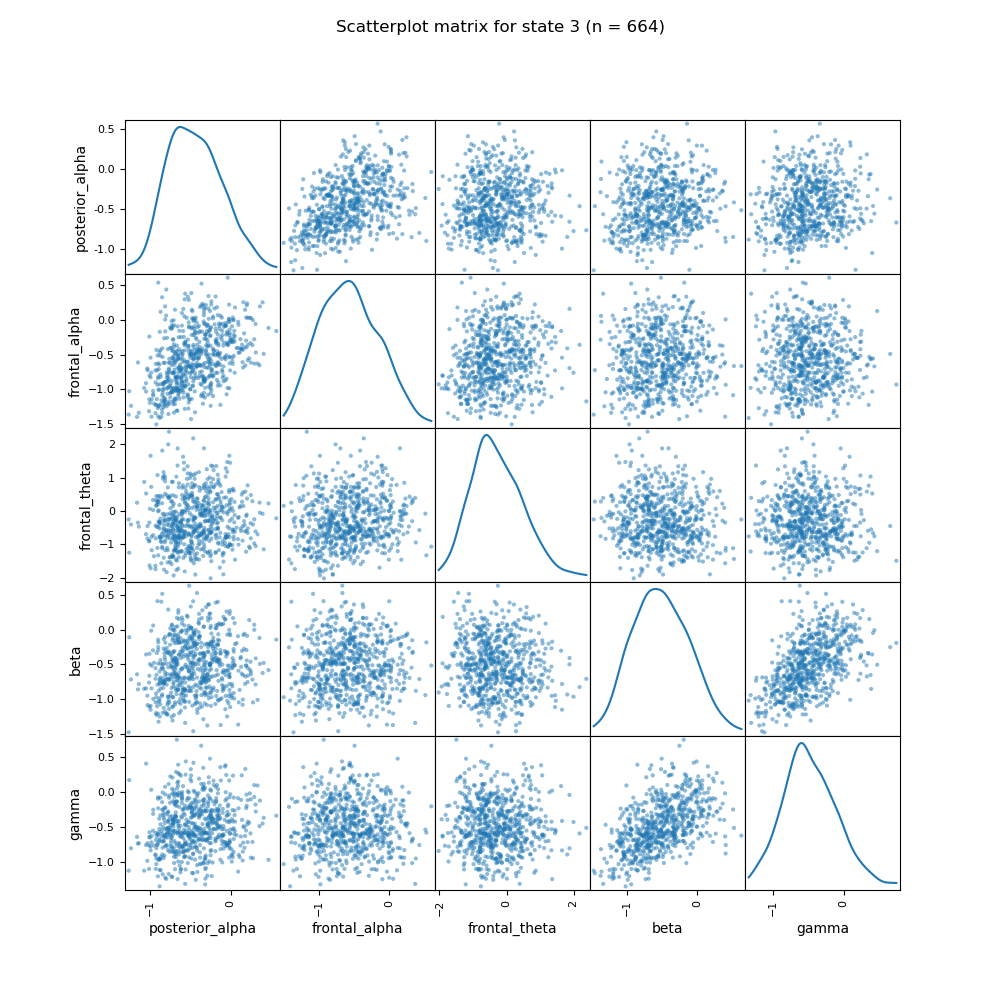 Scatterplot matrix for state 3 (n = 664)
posterior_alpha
0.5
0.0
−0.5
−1.0
frontal_alpha
0.5
0.0
−0.5
−1.0
−1.5
frontal_theta
2
1
0
−1
−2
beta
0.5
0.0
−0.5
−1.0
−1.5
gamma
0.5
0.0
−0.5
−1.0
−1 0 −1 0 −2 0 2 −1 0 −1 0
posterior_alpha frontal_alpha frontal_theta beta gamma